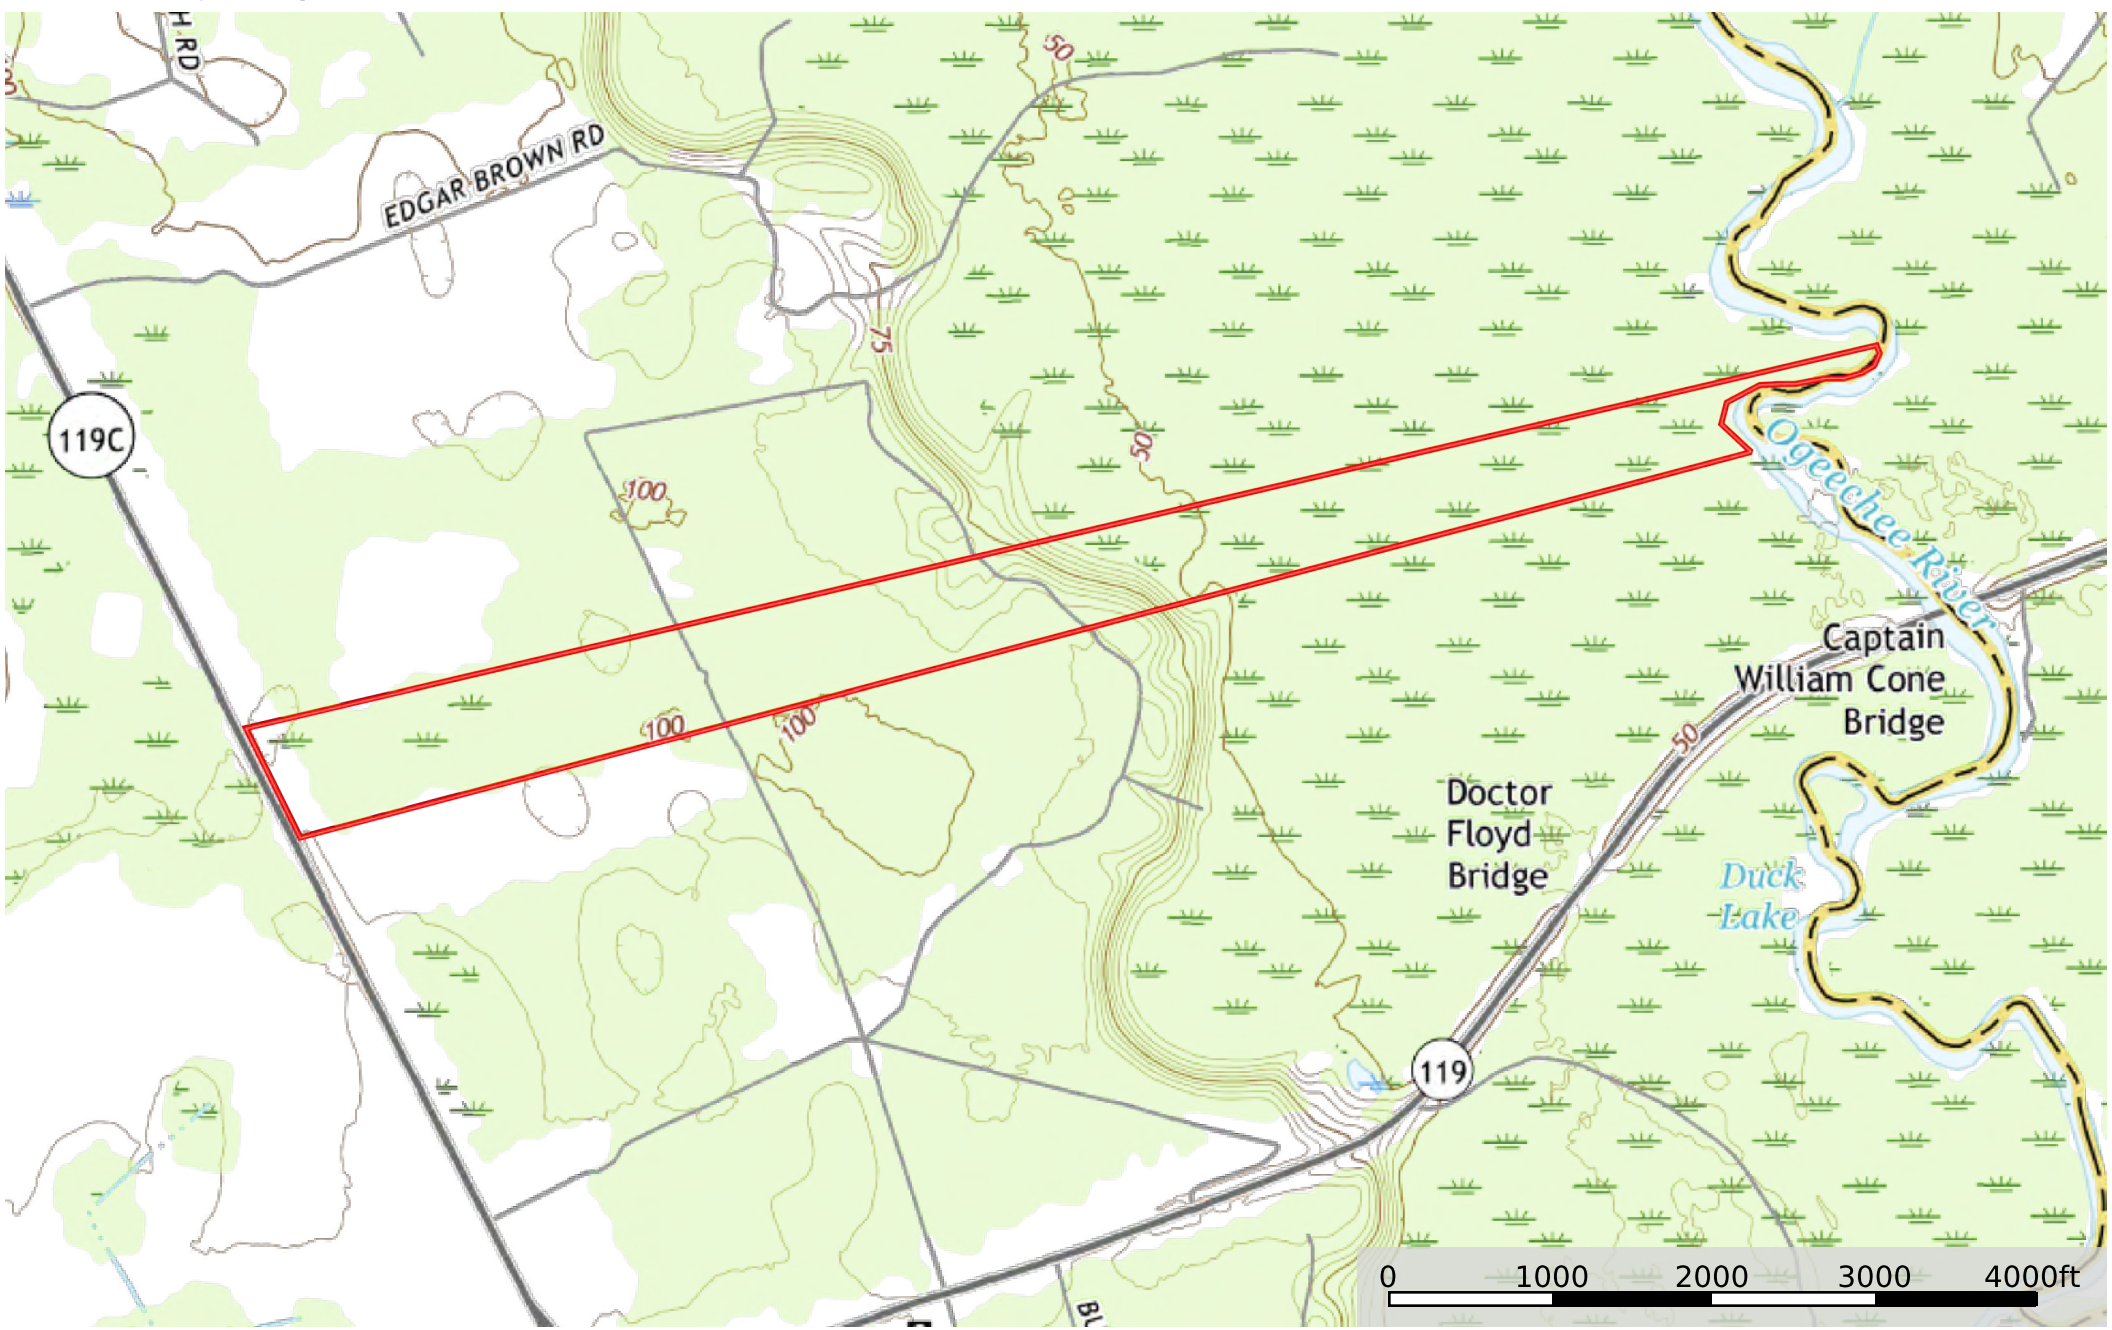 H RD
50
EDGAR BROWN RD
75
119C
50
100
Ogeechee River
Captain
William Cone
Bridge
100
100
50
Doctor
Floyd
Bridge
Duck
Lake
119
0 1000 2000 3000 4000ft